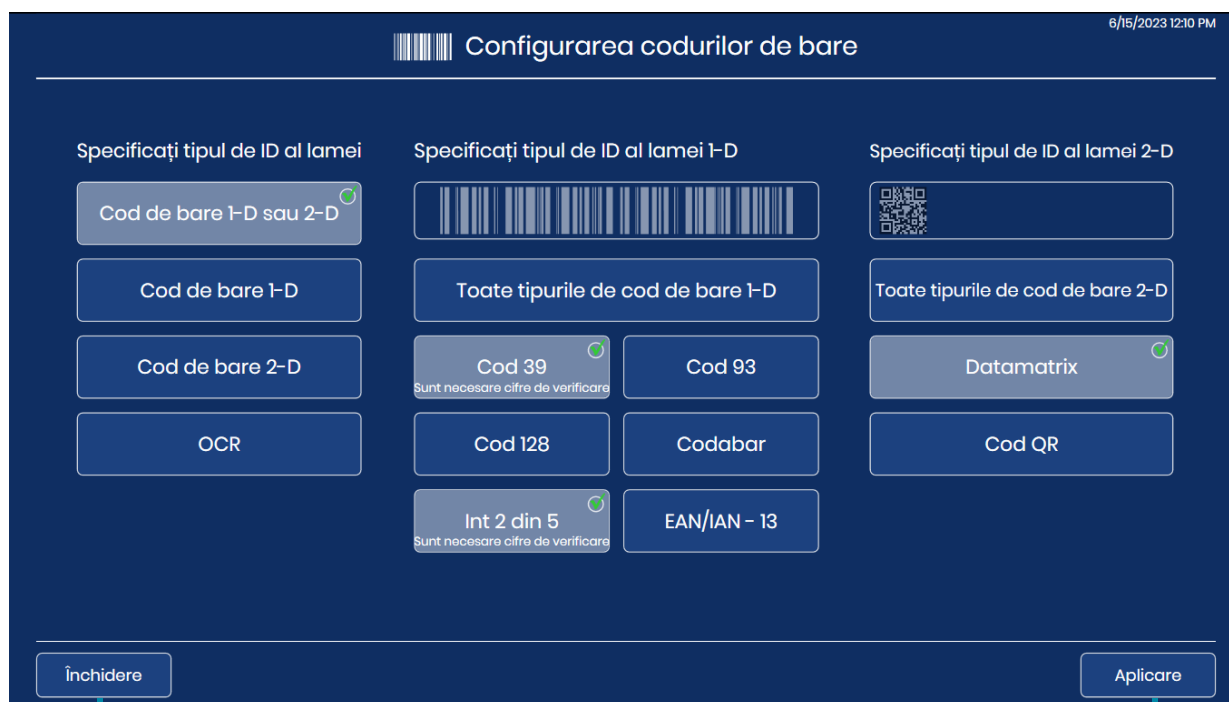 6/15/2023 12:10 PM
Configurarea codurilor de bare
Specificați tipul de ID al lamei
Cod de bare 1-D sau 2-D
Cod de bare 1-D
Cod de bare 2-D
OCR
Specificați tipul de ID al lamei 1-D
Toate tipurile de cod de bare 1-D
Cod 39
Sunt necesare cifre de verificare
Cod 93
Cod 128
Codabar
Int 2 din 5
Sunt necesare cifre de verificare
EAN/IAN - 13
Specificați tipul de ID al lamei 2-D
Toate tipurile de cod de bare 2-D
Datamatrix
Cod QR
Închidere
Aplicare